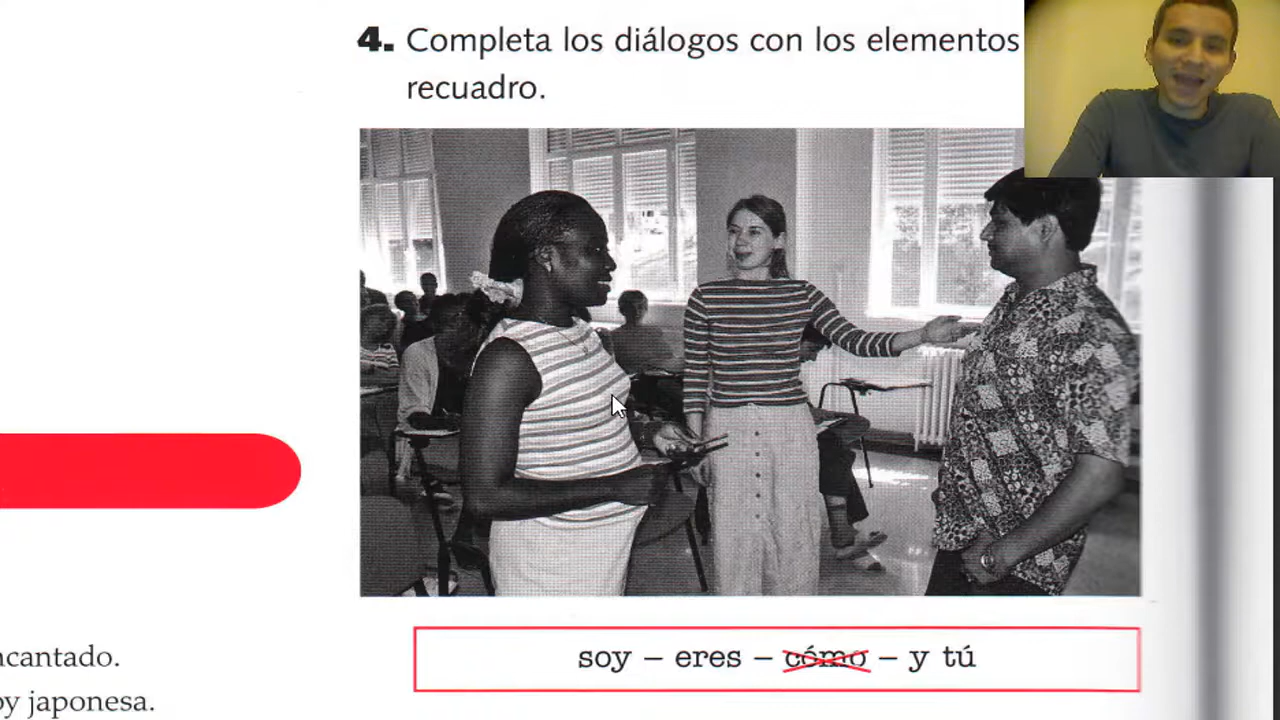 4. Completa los diálogos con los elementos
recuadro.
soy – eres – cómo – y tú
ncantado.
oy japonesa.